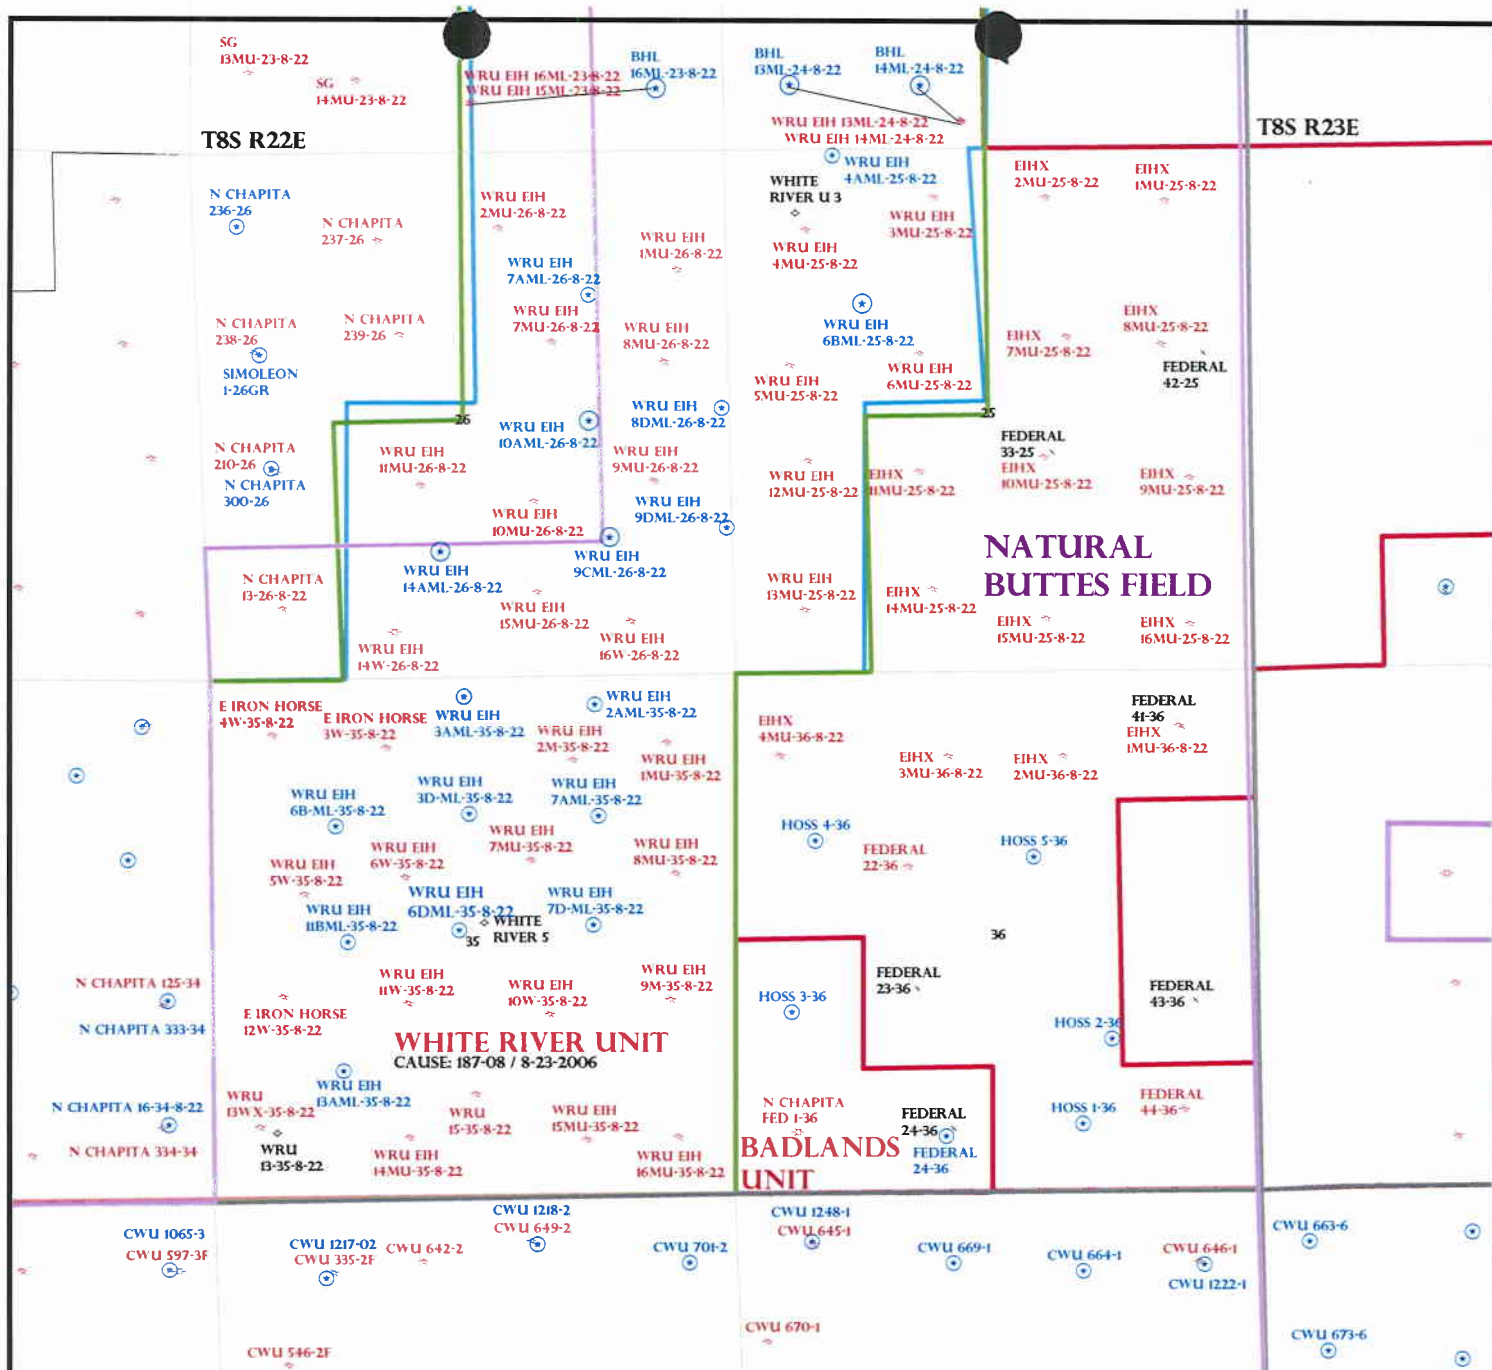 SG
13MU-23-8-22
SG
14MU-23-8-22
WRU EIH 16ML-23-8-22
WRU EIH 15ML-23-8-22
BHL
16ML-23-8-22
BHL
13ML-24-8-22
BHL
14ML-24-8-22
WRU EIH 13ML-24-8-22
WRU EIH 14ML-24-8-22
T8S R22E
T8S R23E
N CHAPITA
236-26
N CHAPITA
237-26
WRU EIH
2MU-26-8-22
WRU EIH
1MU-26-8-22
WRU EIH
4AML-25-8-22
WHITE
RIVER U 3
WRU EIH
3MU-25-8-22
WRU EIH
4MU-25-8-22
EIHX
2MU-25-8-22
EIHX
1MU-25-8-22
WRU EIH
7AML-26-8-22
WRU EIH
7MU-26-8-22
WRU EIH
8MU-26-8-22
WRU EIH
6BML-25-8-22
EIHX
7MU-25-8-22
EIHX
8MU-25-8-22
FEDERAL
42-25
N CHAPITA
238-26
N CHAPITA
239-26
SIMOLEON
1-26GR
WRU EIH
5MU-25-8-22
WRU EIH
6MU-25-8-22
26
25
WRU EIH
10AML-26-8-22
WRU EIH
8DML-26-8-22
N CHAPITA
210-26
N CHAPITA
300-26
WRU EIH
11MU-26-8-22
WRU EIH
9MU-26-8-22
WRU EIH
12MU-25-8-22
EIHX
11MU-25-8-22
FEDERAL
33-25
EIHX
10MU-25-8-22
EIHX
9MU-25-8-22
WRU EIH
10MU-26-8-22
WRU EIH
9DML-26-8-22
WRU EIH
14AML-26-8-22
WRU EIH
9CML-26-8-22
NATURAL
BUTTES FIELD
N CHAPITA
13-26-8-22
WRU EIH
15MU-26-8-22
WRU EIH
13MU-25-8-22
EIHX
14MU-25-8-22
EIHX
15MU-25-8-22
EIHX
16MU-25-8-22
WRU EIH
14W-26-8-22
WRU EIH
16W-26-8-22
E IRON HORSE
4W-35-8-22
E IRON HORSE
3W-35-8-22
WRU EIH
3AML-35-8-22
WRU EIH
2AML-35-8-22
WRU EIH
2M-35-8-22
WRU EIH
1MU-35-8-22
EIHX
4MU-36-8-22
EIHX
3MU-36-8-22
EIHX
2MU-36-8-22
FEDERAL
41-36
EIHX
1MU-36-8-22
WRU EIH
6B-ML-35-8-22
WRU EIH
3D-ML-35-8-22
WRU EIH
7AML-35-8-22
WRU EIH
5W-35-8-22
WRU EIH
6W-35-8-22
WRU EIH
7MU-35-8-22
WRU EIH
8MU-35-8-22
HOSS 4-36
FEDERAL
22-36
HOSS 5-36
WRU EIH
11BML-35-8-22
WRU EIH
6DML-35-8-22
35
WHITE
RIVER 5
WRU EIH
7D-ML-35-8-22
36
N CHAPITA 125-34
N CHAPITA 333-34
E IRON HORSE
12W-35-8-22
WRU EIH
11W-35-8-22
WRU EIH
10W-35-8-22
WRU EIH
9M-35-8-22
HOSS 3-36
FEDERAL
23-36
FEDERAL
43-36
HOSS 2-36
WHITE RIVER UNIT
CAUSE: 187-08 / 8-23-2006
N CHAPITA 16-34-8-22
N CHAPITA 334-34
WRU
13WX-35-8-22
WRU
13-35-8-22
WRU EIH
13AML-35-8-22
WRU EIH
14MU-35-8-22
WRU
15-35-8-22
WRU EIH
15MU-35-8-22
WRU EIH
16MU-35-8-22
N CHAPITA
FED 1-36
BADLANDS
UNIT
FEDERAL
24-36
FEDERAL
24-36
HOSS 1-36
FEDERAL
44-36
CWU 1065-3
CWU 597-3F
CWU 1217-02
CWU 335-2F
CWU 642-2
CWU 1218-2
CWU 649-2
CWU 701-2
CWU 1248-1
CWU 645-1
CWU 669-1
CWU 664-1
CWU 646-1
CWU 1222-1
CWU 663-6
CWU 546-2F
CWU 670-1
CWU 673-6